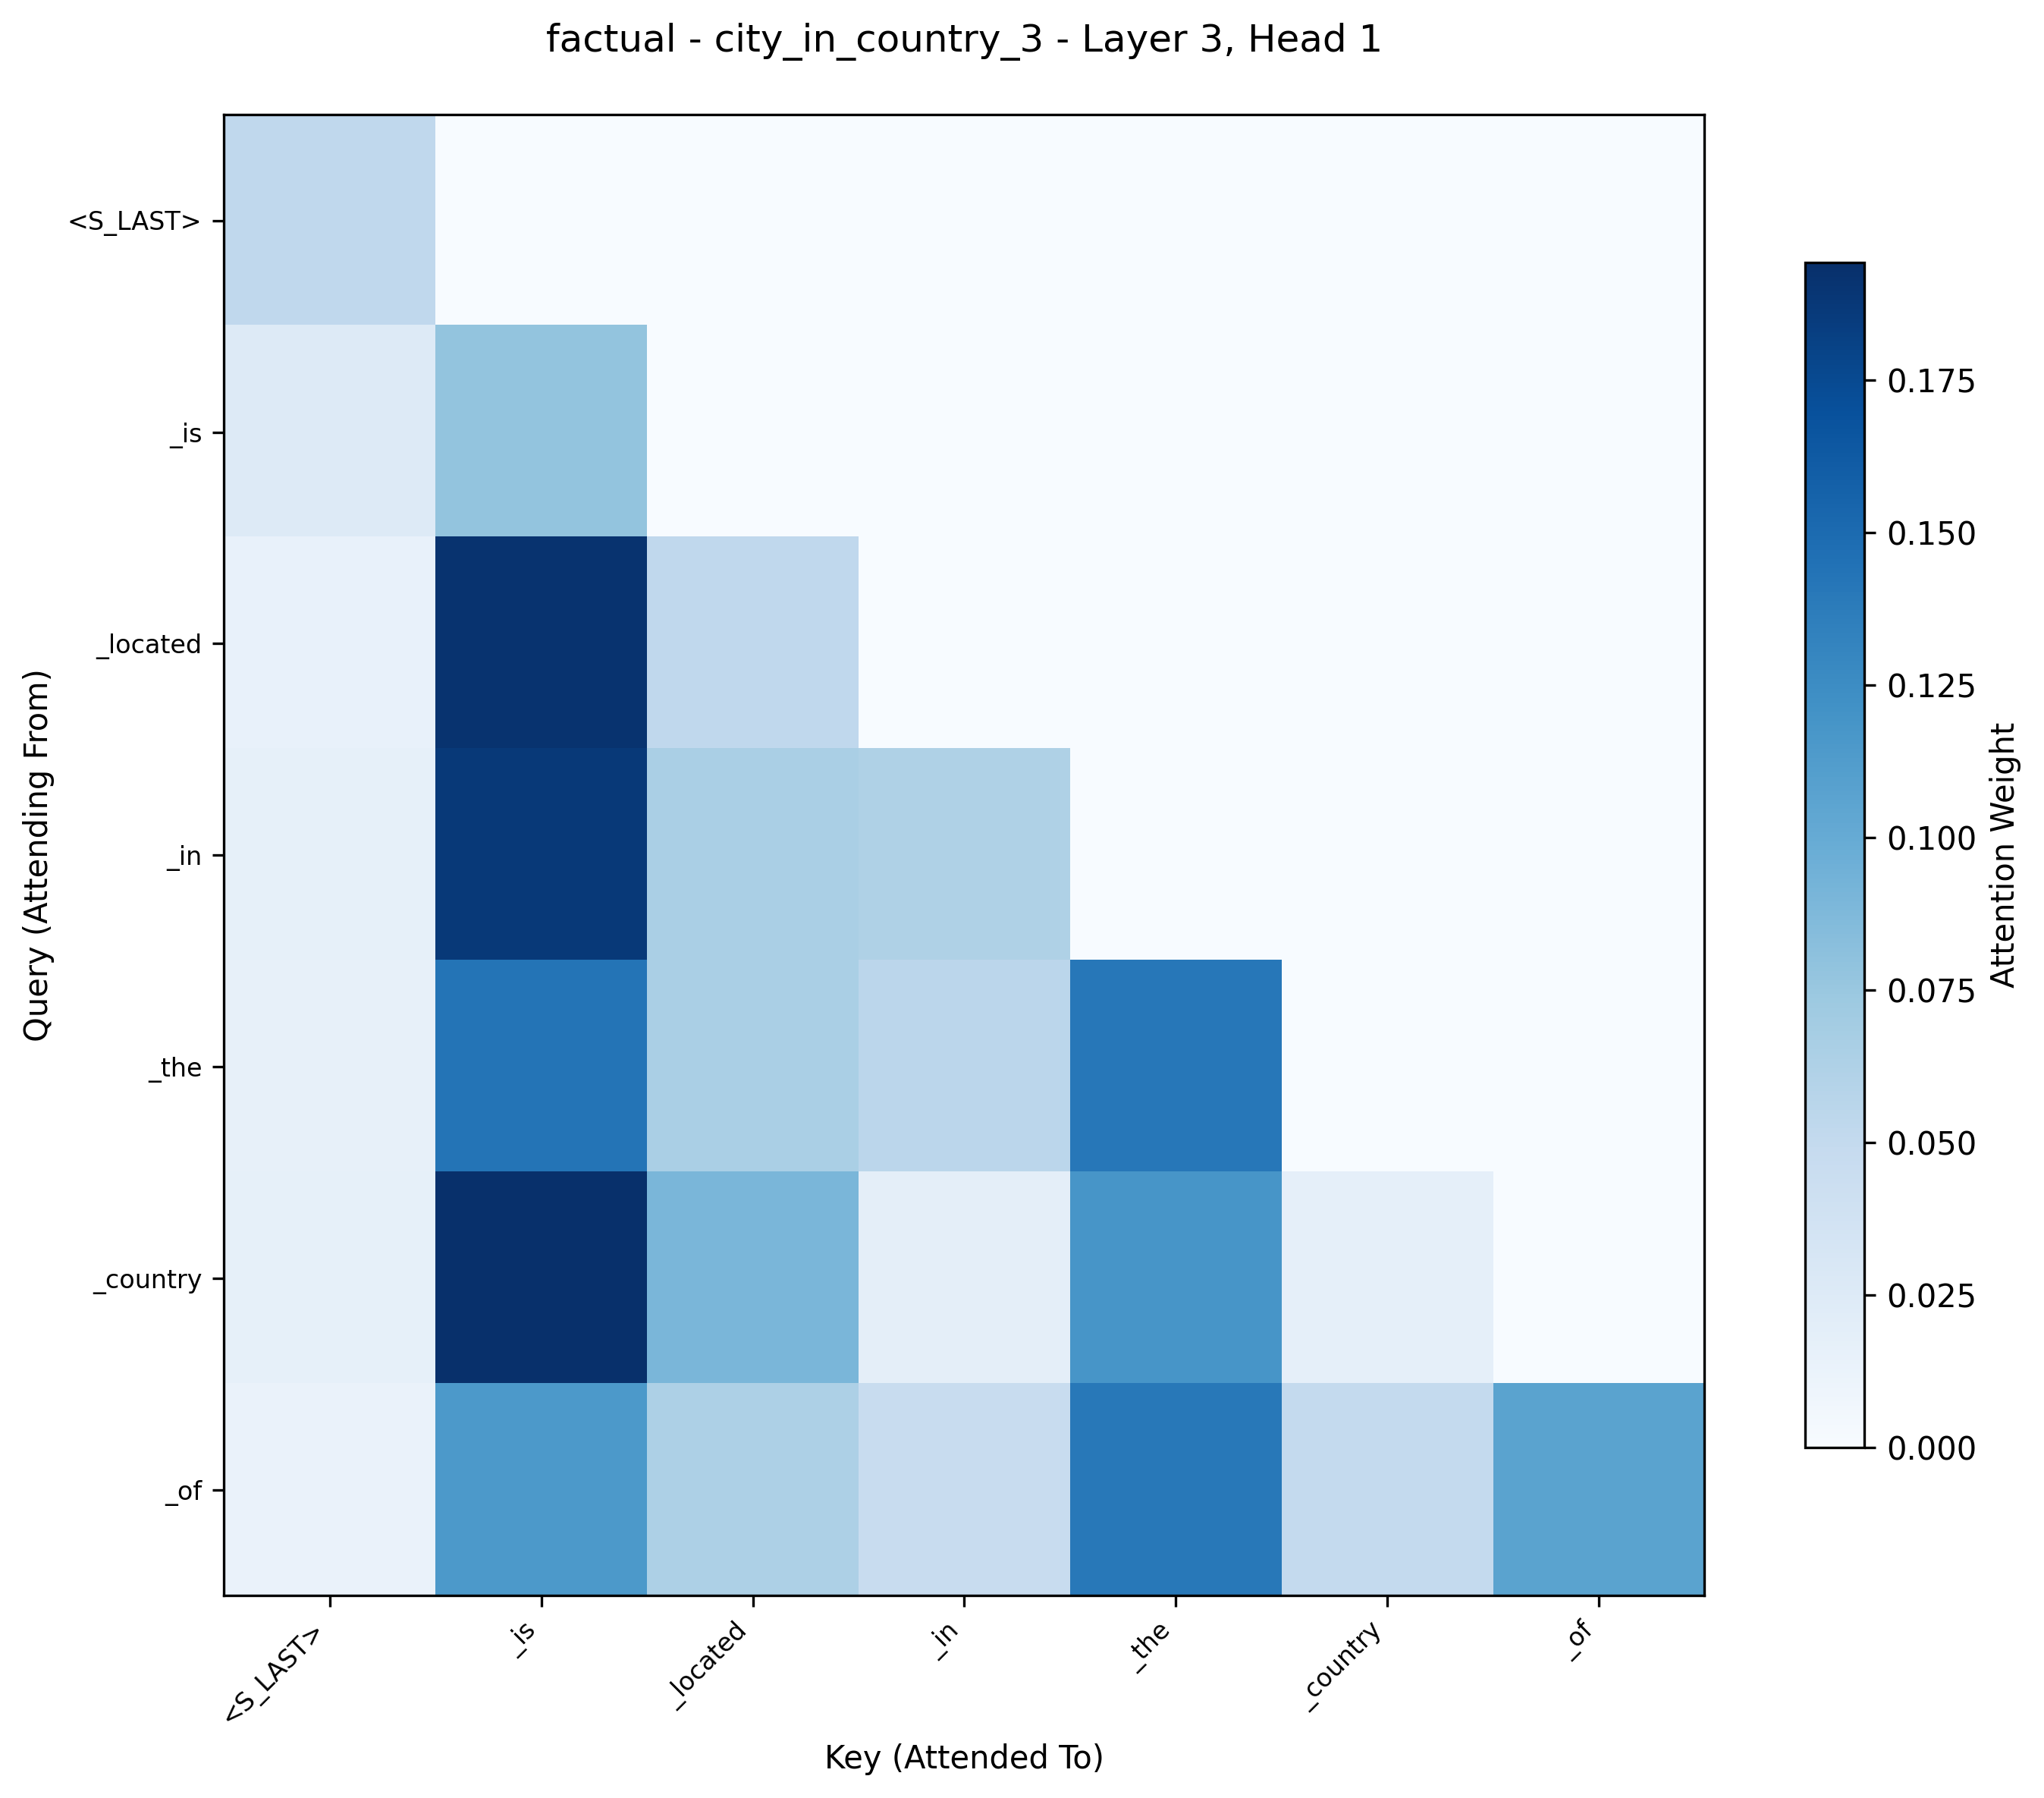 factual - city_in_country_3 - Layer 3, Head 1
Query (Attending From)
<S_LAST>
_is
_located
_in
_the
_country
_of
<S_LAST>
_is
_located
_in
_the
_country
_of
Key (Attended To)
0.175
0.150
0.125
0.100
0.075
0.050
0.025
0.000
Attention Weight